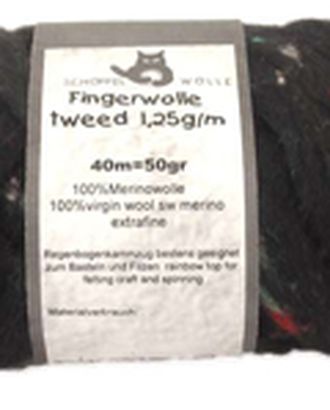 SCHOPPEL WOLLE
Fingerwolle
tweed 1,25g/m
40m=50gr
100%Merinowolle
100%virgin wool sw merino
extrafine
Regenbogenkammzug bestens geeignet
zum Basteln und Filzen. rainbow top for
felting craft and spinning
Materialverbrauch: